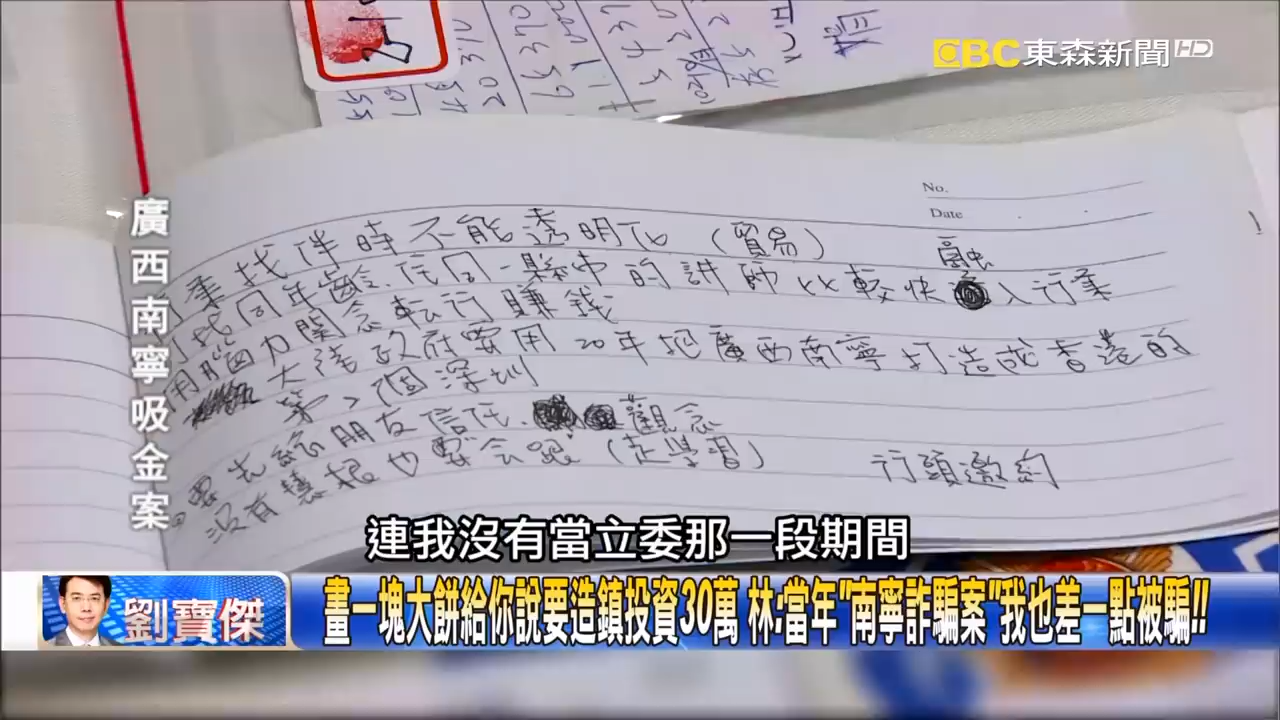 EBC東森新聞HD
No.
Date
廣西南寧吸金案
找伴時不能透明化（貿易）
找同年齡.任同一縣市的講師比較快融入行業
用腦力關念転行賺錢
大陸政府要用20年把廣西南寧打造成香港的
第2個深圳
要先給朋友信任.觀念
沒有慧根也要会跟（走學習）
行頭邀約
連我沒有當立委那一段期間
劉寶傑
畫一塊大餅給你說要造鎮投資30萬 林:當年"南寧詐騙案"我也差一點被騙!!